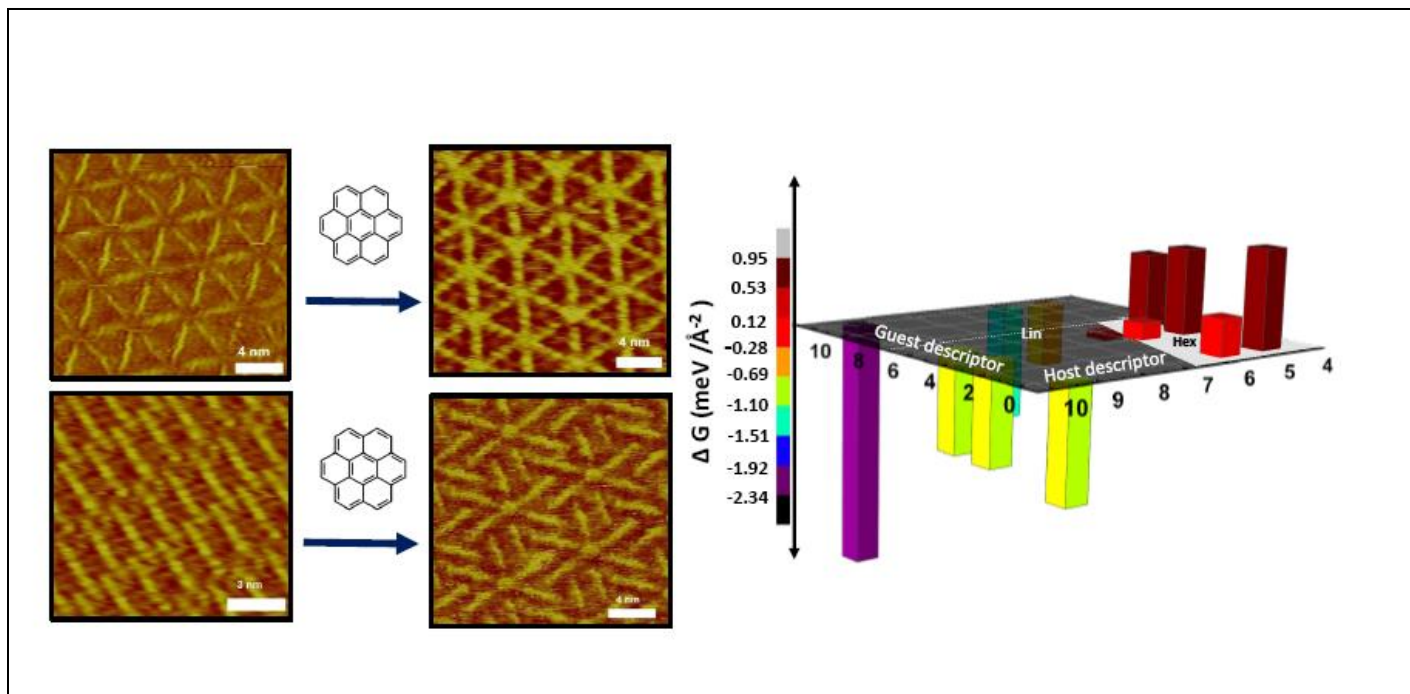 4 nm
4 nm
3 nm
4 nm
Δ G (meV /Å⁻²)
0.95
0.53
0.12
-0.28
-0.69
-1.10
-1.51
-1.92
-2.34
Guest descriptor
10 8 6 4 2 0
Lin
Hex
Host descriptor
10 9 8 7 6 5 4